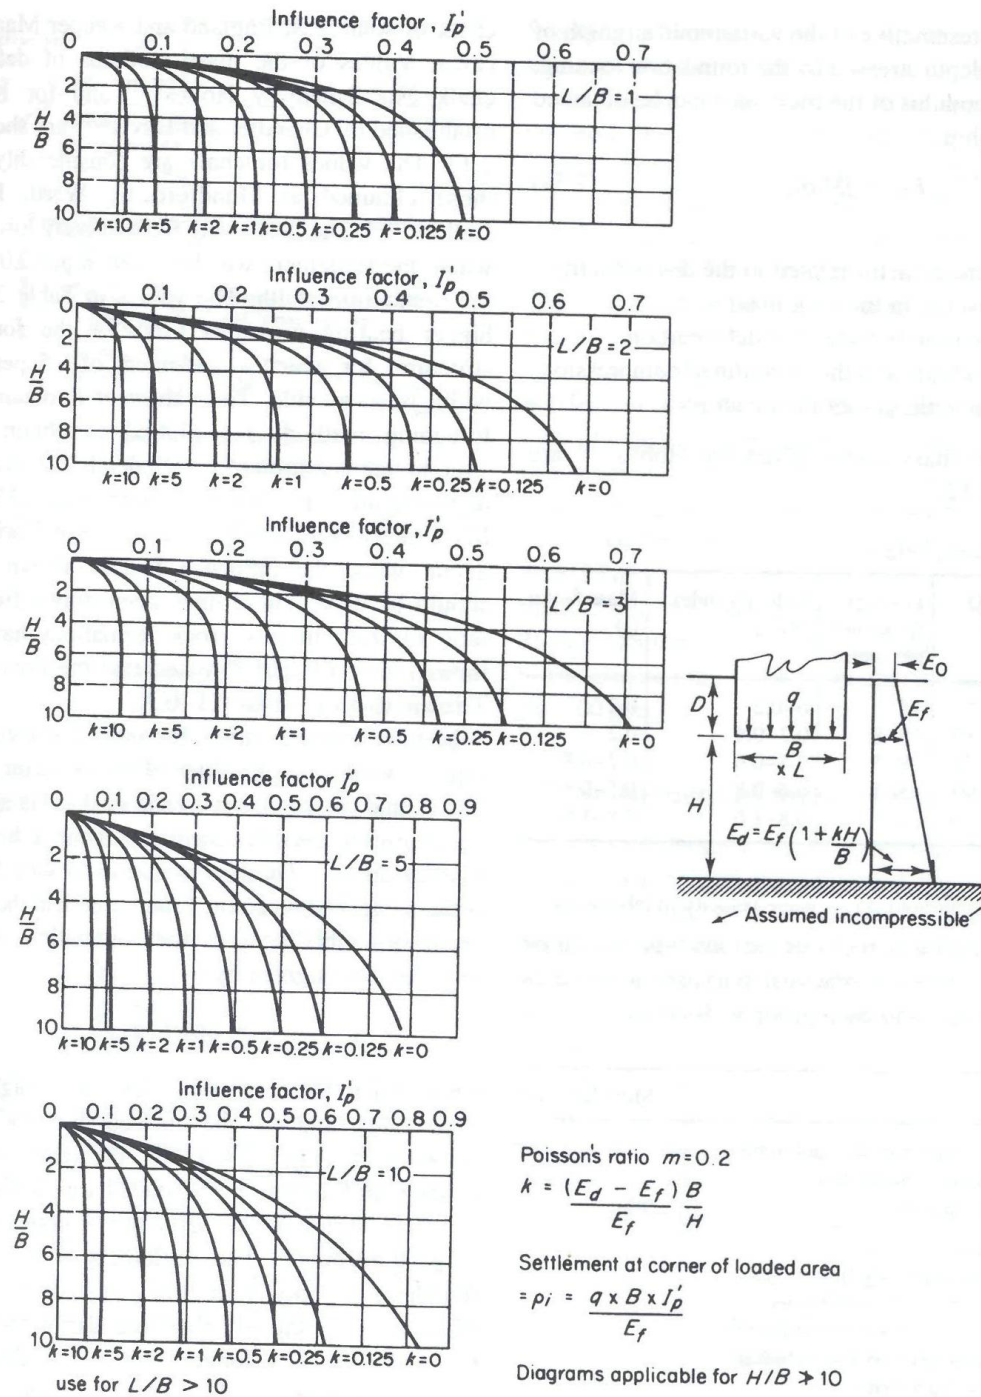 Influence factor, I'p
0 0.1 0.2 0.3 0.4 0.5 0.6 0.7
L/B = 1
H/B
2
4
6
8
10
k=10 k=5 k=2 k=1 k=0.5 k=0.25 k=0.125 k=0
Influence factor, I'p
0 0.1 0.2 0.3 0.4 0.5 0.6 0.7
L/B = 2
H/B
2
4
6
8
10
k=10 k=5 k=2 k=1 k=0.5 k=0.25 k=0.125 k=0
Influence factor, I'p
0 0.1 0.2 0.3 0.4 0.5 0.6 0.7
L/B = 3
H/B
2
4
6
8
10
k=10 k=5 k=2 k=1 k=0.5 k=0.25 k=0.125 k=0
Influence factor I'p
0 0.1 0.2 0.3 0.4 0.5 0.6 0.7 0.8 0.9
L/B = 5
H/B
2
4
6
8
10
k=10 k=5 k=2 k=1 k=0.5 k=0.25 k=0.125 k=0
Influence factor, I'p
0 0.1 0.2 0.3 0.4 0.5 0.6 0.7 0.8 0.9
L/B = 10
H/B
2
4
6
8
10
k=10 k=5 k=2 k=1 k=0.5 k=0.25 k=0.125 k=0
use for L/B > 10
E0
D
q
Ef
B
x L
H
Ed = Ef (1 + kH/B)
Assumed incompressible
Poisson's ratio m = 0.2
k = (Ed − Ef)/Ef B/H
Settlement at corner of loaded area
= ρi = q x B x I'p / Ef
Diagrams applicable for H/B ≯ 10